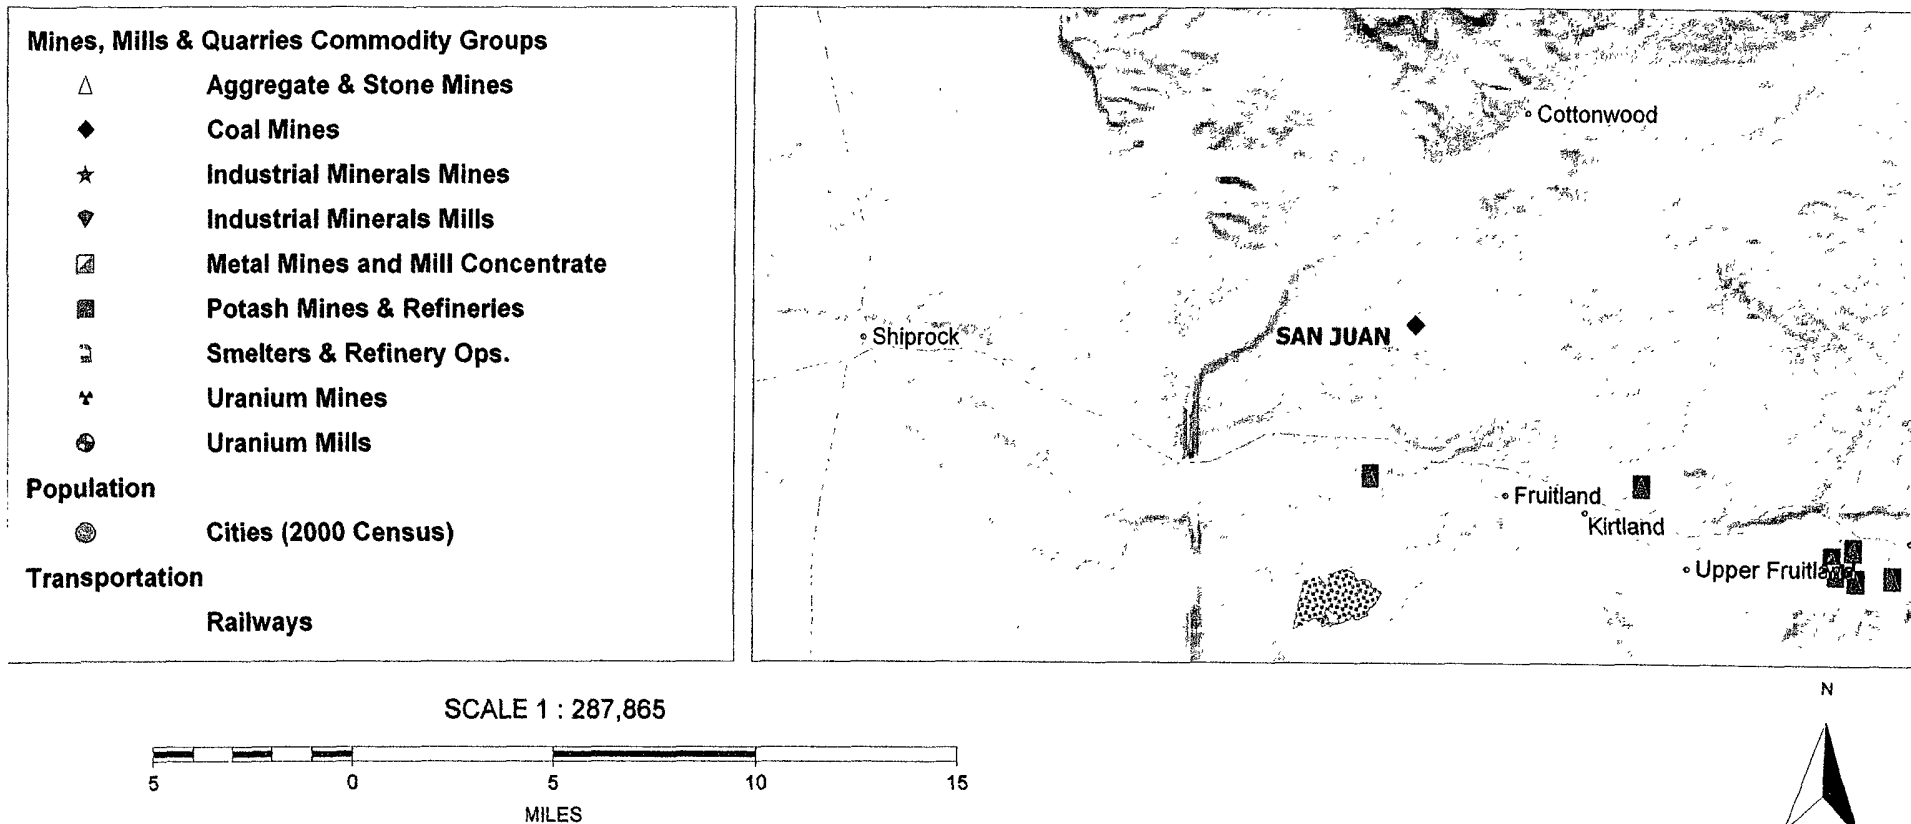 Mines, Mills & Quarries Commodity Groups
Aggregate & Stone Mines
Coal Mines
Industrial Minerals Mines
Industrial Minerals Mills
Metal Mines and Mill Concentrate
Potash Mines & Refineries
Smelters & Refinery Ops.
Uranium Mines
Uranium Mills
Population
Cities (2000 Census)
Transportation
Railways
Cottonwood
Shiprock
SAN JUAN
Fruitland
Kirtland
Upper Fruitland
SCALE 1 : 287,865
5 0 5 10 15
MILES
N